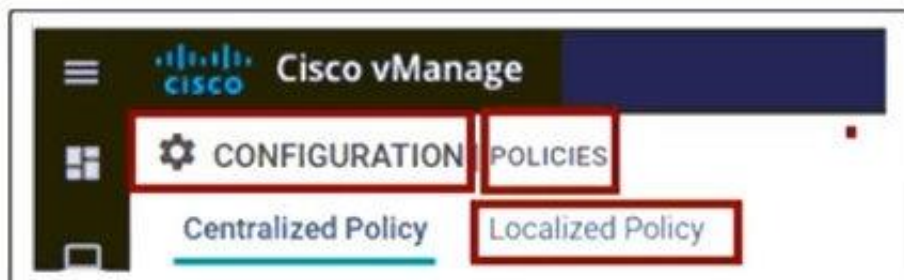 CISCO Cisco vManage
CONFIGURATION | POLICIES
Centralized Policy Localized Policy